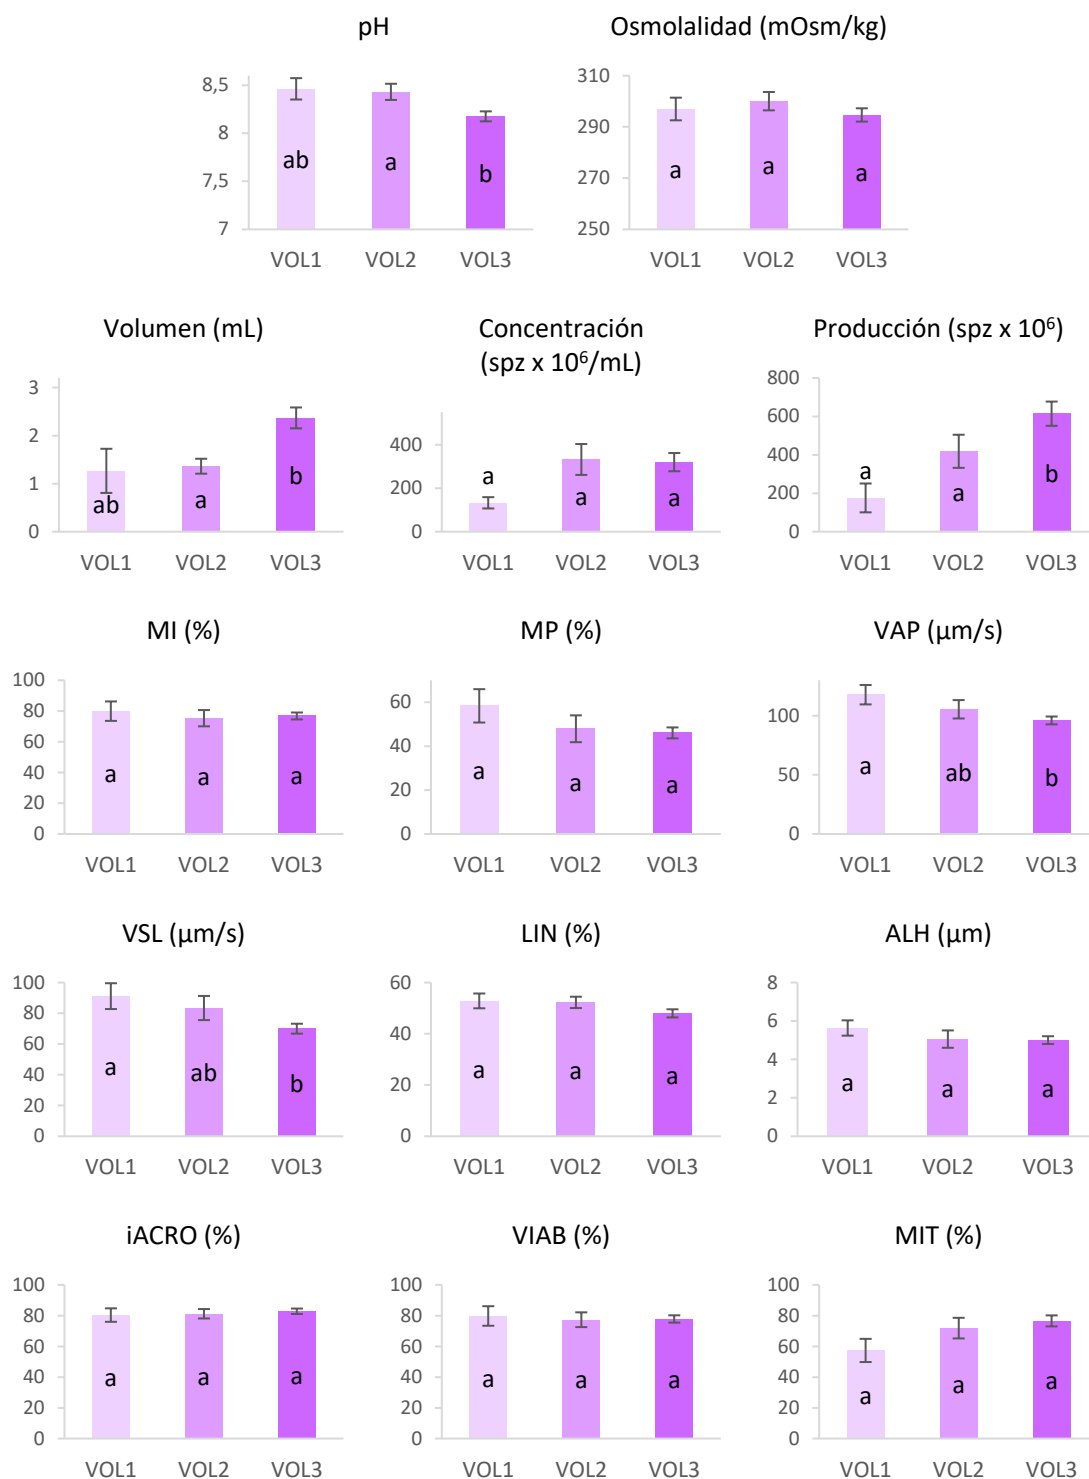 pH
8,5
8
7,5
7
ab
a
b
VOL1 VOL2 VOL3
Osmolalidad (mOsm/kg)
310
290
270
250
a
a
a
VOL1 VOL2 VOL3
Volumen (mL)
3
2
1
0
ab
a
b
VOL1 VOL2 VOL3
Concentración
(spz x 10⁶/mL)
400
200
0
a
a
a
VOL1 VOL2 VOL3
Producción (spz x 10⁶)
800
600
400
200
0
a
a
b
VOL1 VOL2 VOL3
MI (%)
100
80
60
40
20
0
a
a
a
VOL1 VOL2 VOL3
MP (%)
60
40
20
0
a
a
a
VOL1 VOL2 VOL3
VAP (µm/s)
100
50
0
a
ab
b
VOL1 VOL2 VOL3
VSL (µm/s)
100
80
60
40
20
0
a
ab
b
VOL1 VOL2 VOL3
LIN (%)
60
40
20
0
a
a
a
VOL1 VOL2 VOL3
ALH (µm)
8
6
4
2
0
a
a
a
VOL1 VOL2 VOL3
iACRO (%)
100
80
60
40
20
0
a
a
a
VOL1 VOL2 VOL3
VIAB (%)
100
80
60
40
20
0
a
a
a
VOL1 VOL2 VOL3
MIT (%)
100
80
60
40
20
0
a
a
a
VOL1 VOL2 VOL3